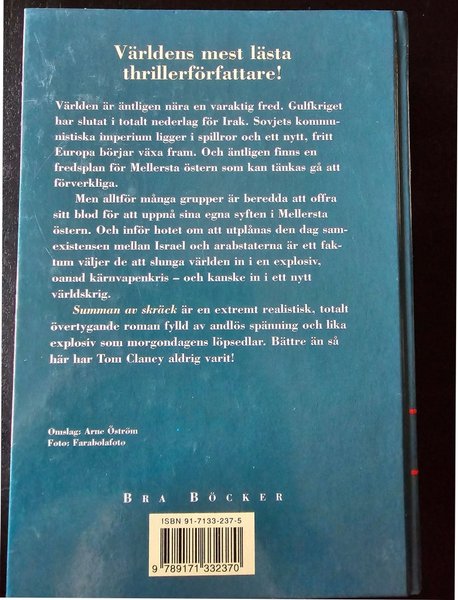 Världens mest lästa
thrillerförfattare!
Världen är äntligen nära en varaktig fred. Gulfkriget
har slutat i totalt nederlag för Irak. Sovjets kommu-
nistiska imperium ligger i spillror och ett nytt, fritt
Europa börjar växa fram. Och äntligen finns en
fredsplan för Mellersta östern som kan tänkas gå att
förverkliga.
Men alltför många grupper är beredda att offra
sitt blod för att uppnå sina egna syften i Mellersta
östern. Och inför hotet om att utplånas den dag sam-
existensen mellan Israel och arabstaterna är ett fak-
tum väljer de att slunga världen in i en explosiv,
oanad kärnvapenkris – och kanske in i ett nytt
världskrig.
Summan av skräck är en extremt realistisk, totalt
övertygande roman fylld av andlös spänning och lika
explosiv som morgondagens löpsedlar. Bättre än så
här har Tom Clancy aldrig varit!
Omslag: Arne Öström
Foto: Farabolafoto
BRA BÖCKER
ISBN 91-7133-237-5
9 789171 332370